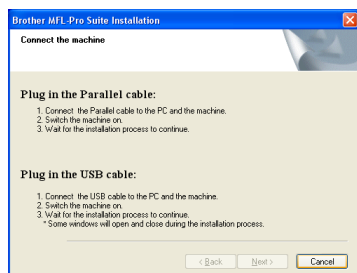 Brother MFL-Pro Suite Installation
Connect the machine
Plug in the Parallel cable:
1. Connect the Parallel cable to the PC and the machine.
2. Switch the machine on.
3. Wait for the installation process to continue.
Plug in the USB cable:
1. Connect the USB cable to the PC and the machine.
2. Switch the machine on.
3. Wait for the installation process to continue.
* Some windows will open and close during the installation process.
< Back Next > Cancel